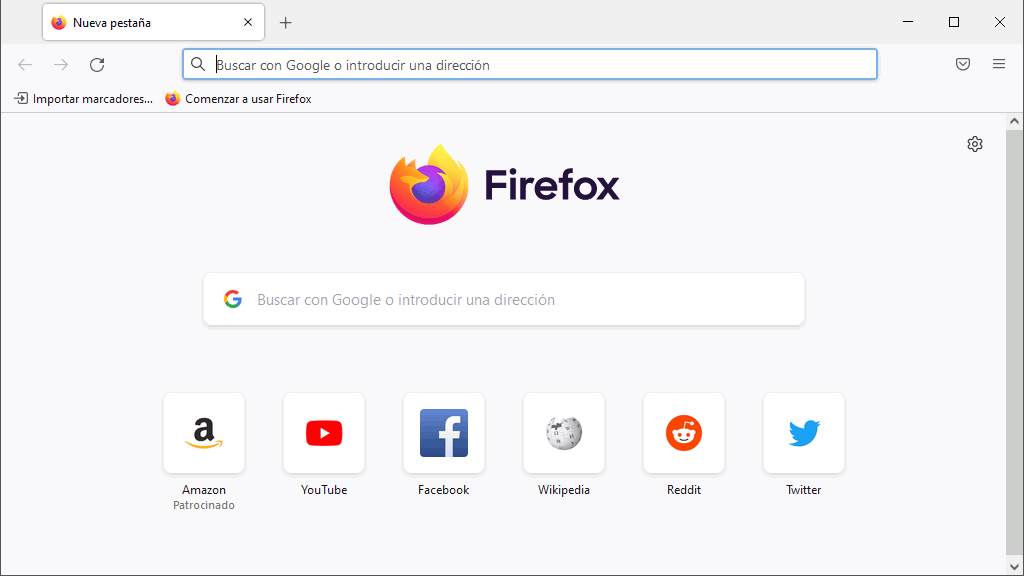 Nueva pestaña
Buscar con Google o introducir una dirección
Importar marcadores... Comenzar a usar Firefox
Firefox
Buscar con Google o introducir una dirección
Amazon YouTube Facebook Wikipedia Reddit Twitter
Patrocinado